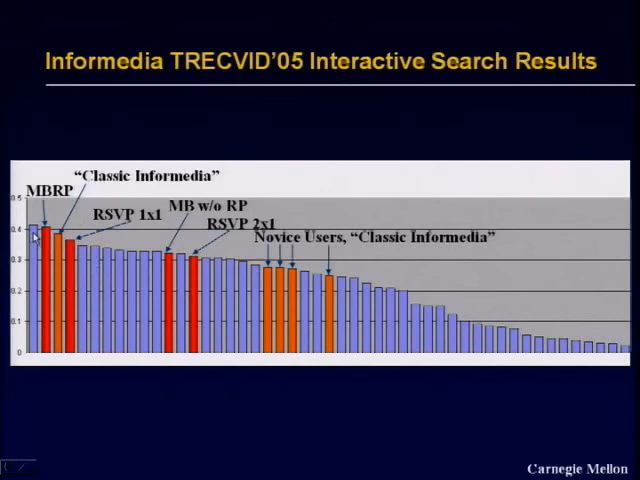 Informedia TRECVID'05 Interactive Search Results
"Classic Informedia"
MBRP
RSVP 1x1
MB w/o RP
RSVP 2x1
Novice Users, "Classic Informedia"
0.5
0.4
0.3
0.2
0.1
0
Carnegie Mellon